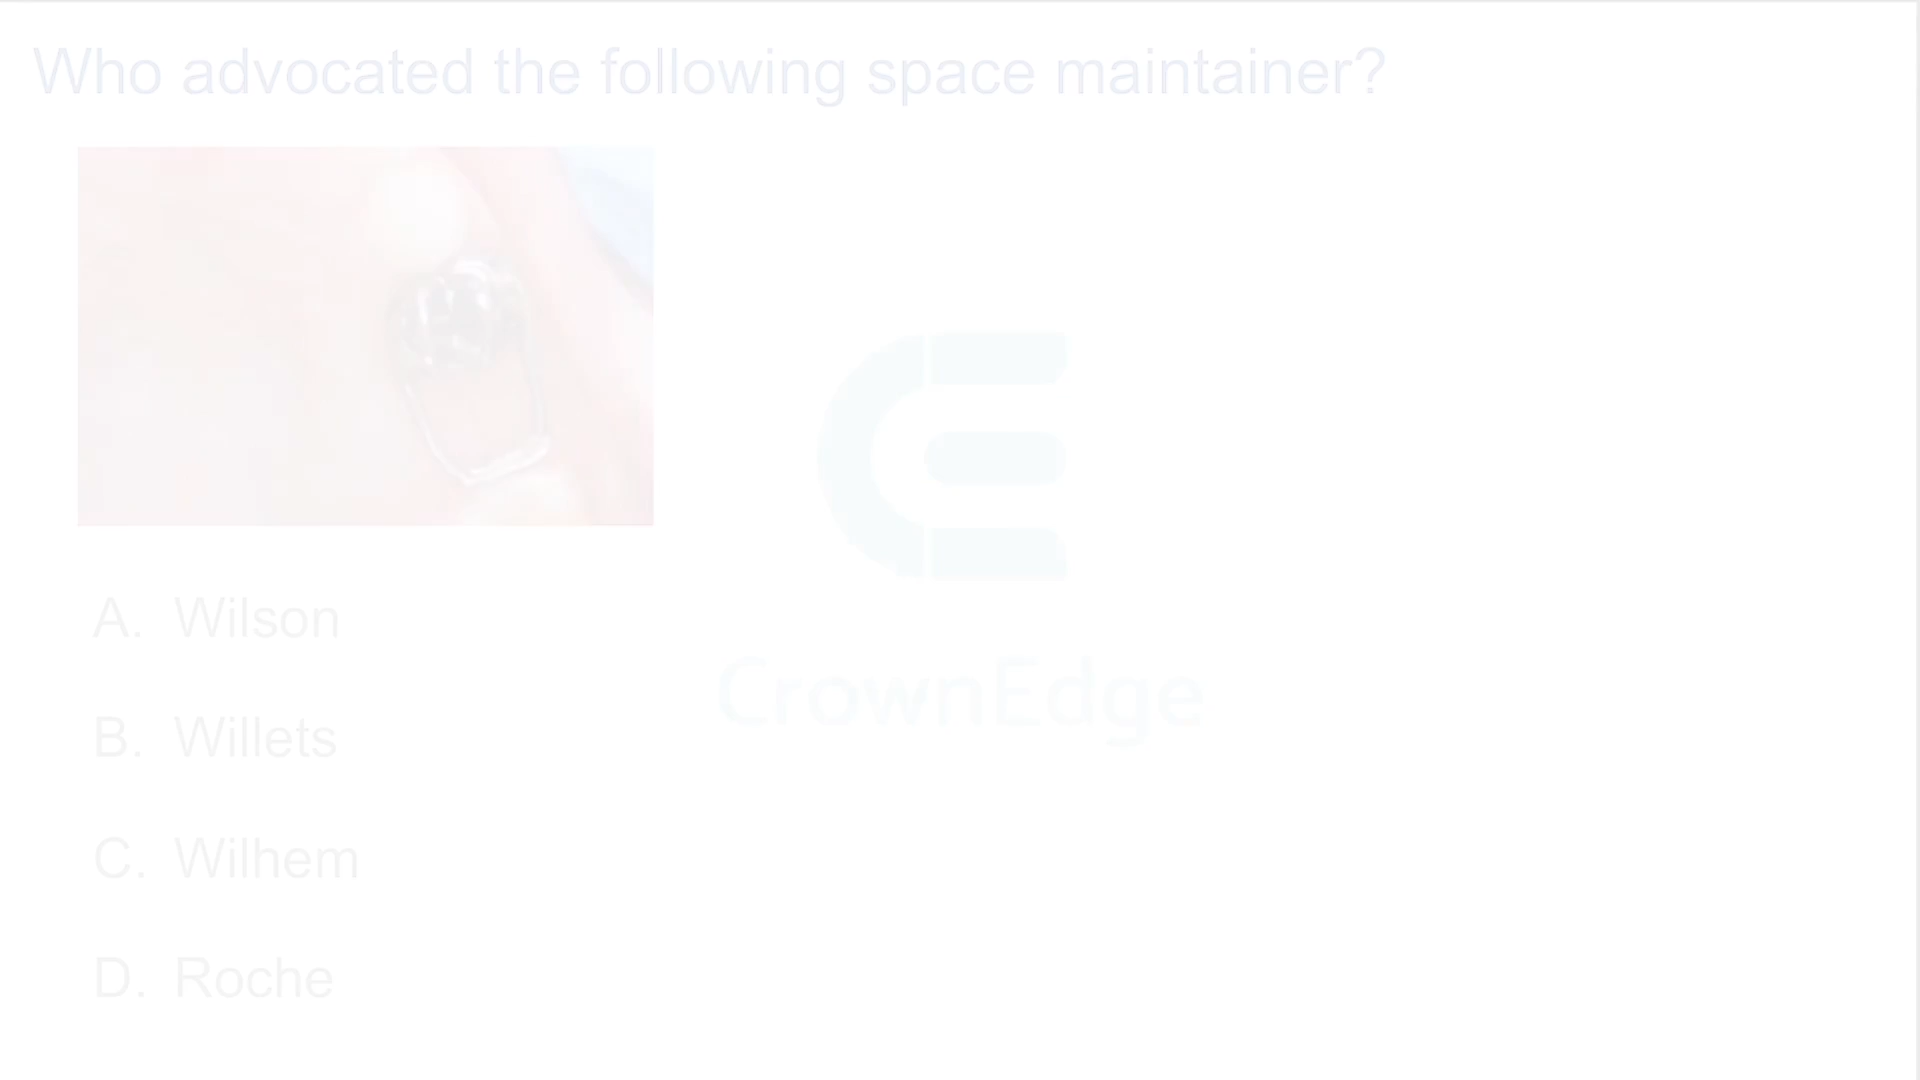 Who advocated the following space maintainer?
A. Wilson
B. Willets
C. Wilhem
D. Roche
CrownEdge